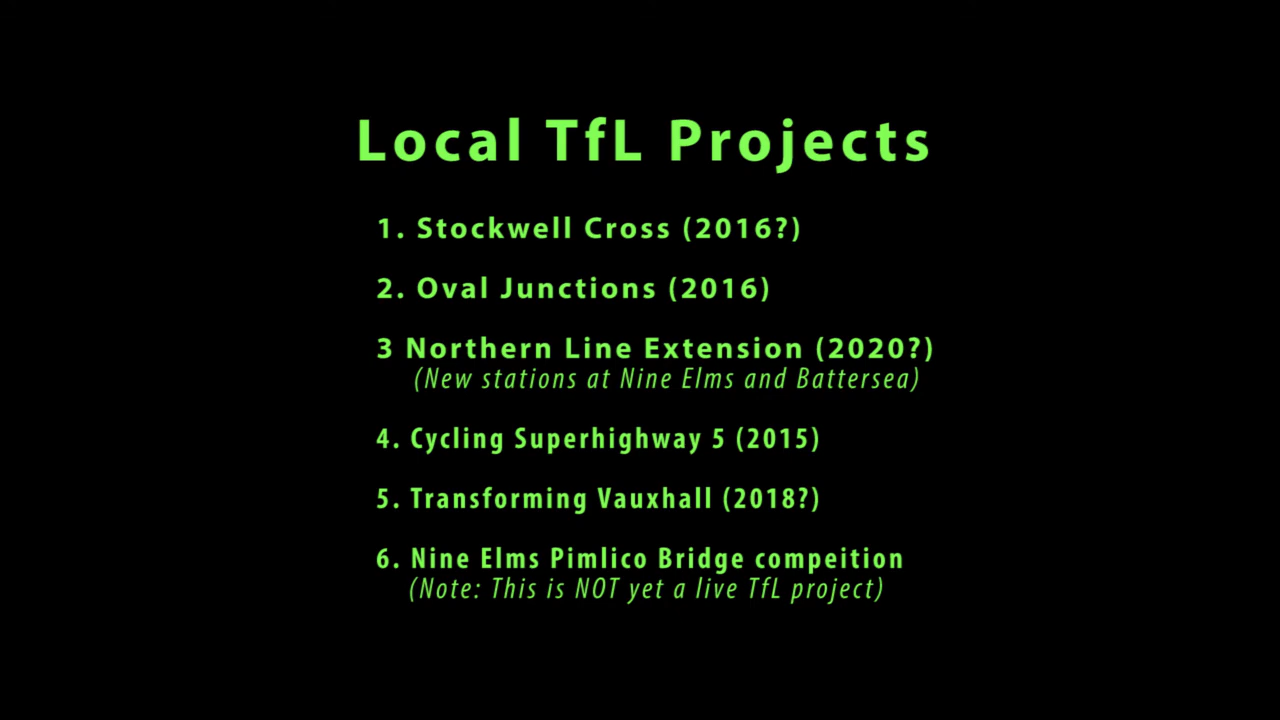 Local TfL Projects
1. Stockwell Cross (2016?)
2. Oval Junctions (2016)
3 Northern Line Extension (2020?)
(New stations at Nine Elms and Battersea)
4. Cycling Superhighway 5 (2015)
5. Transforming Vauxhall (2018?)
6. Nine Elms Pimlico Bridge compeition
(Note: This is NOT yet a live TfL project)